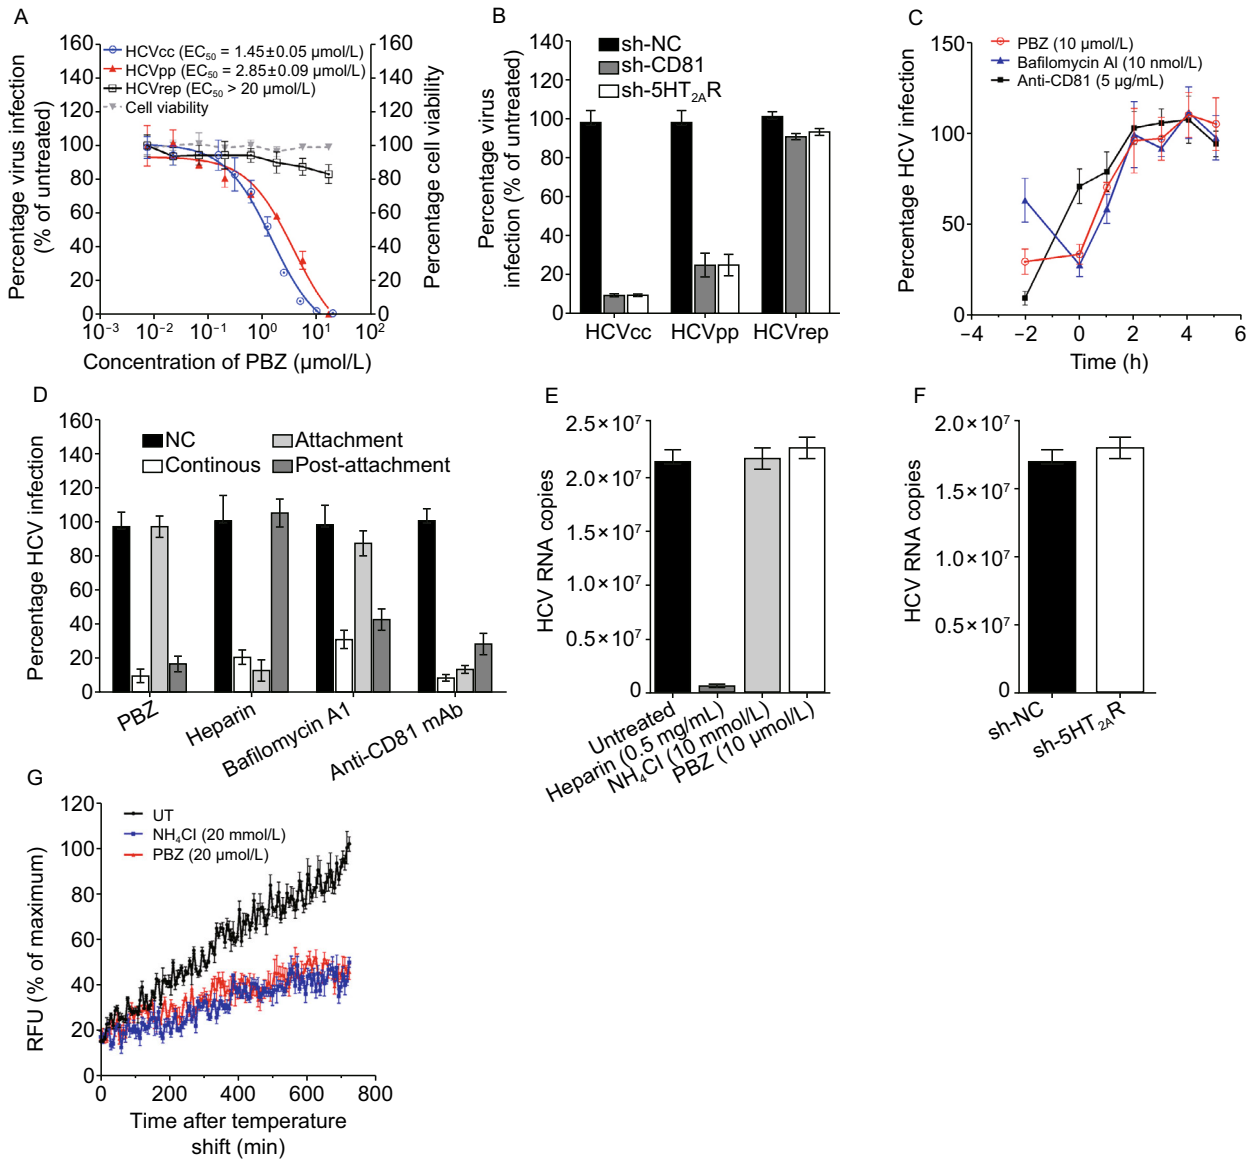 A
Percentage virus infection
(% of untreated)
160
140
120
100
80
60
40
20
0
HCVcc (EC50 = 1.45±0.05 μmol/L)
HCVpp (EC50 = 2.85±0.09 μmol/L)
HCVrep (EC50 > 20 μmol/L)
Cell viability
160
140
120
100
80
60
40
20
0
Percentage cell viability
10−3 10−2 10−1 100 101 102
Concentration of PBZ (μmol/L)
B
Percentage virus
infection (% of untreated)
140
120
100
80
60
40
20
0
sh-NC
sh-CD81
sh-5HT2AR
HCVcc HCVpp HCVrep
C
Percentage HCV infection
150
100
50
0
PBZ (10 μmol/L)
Bafilomycin Al (10 nmol/L)
Anti-CD81 (5 μg/mL)
−4 −2 0 2 4 6
Time (h)
D
Percentage HCV infection
160
140
120
100
80
60
40
20
0
NC
Continous
Attachment
Post-attachment
PBZ
Heparin
Bafilomycin A1
Anti-CD81 mAb
E
HCV RNA copies
2.5×10⁷
2.0×10⁷
1.5×10⁷
1.0×10⁷
0.5×10⁷
0
Untreated
Heparin (0.5 mg/mL)
NH4Cl (10 mmol/L)
PBZ (10 μmol/L)
F
HCV RNA copies
2.0×10⁷
1.5×10⁷
1.0×10⁷
0.5×10⁷
0
sh-NC
sh-5HT2AR
G
RFU (% of maximum)
120
100
80
60
40
20
0
UT
NH4Cl (20 mmol/L)
PBZ (20 μmol/L)
0 200 400 600 800
Time after temperature
shift (min)